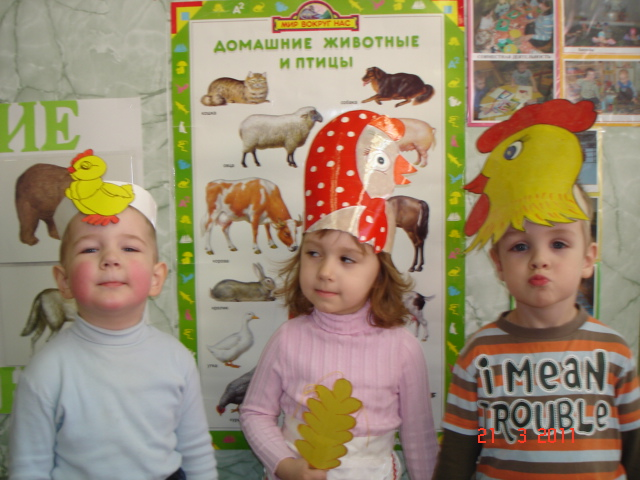 МИР ВОКРУГ НАС
ДОМАШНИЕ ЖИВОТНЫЕ
И ПТИЦЫ
ИЕ
I MEAN
TROUBLE
21 3 2011